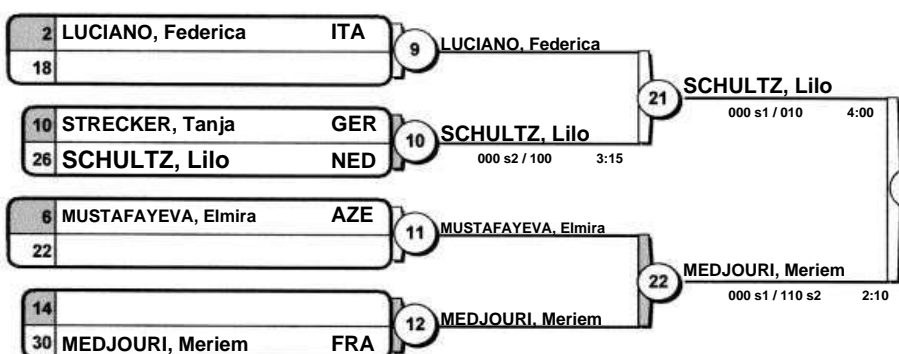 2 LUCIANO, Federica ITA
18
9 LUCIANO, Federica
10 STRECKER, Tanja GER
26 SCHULTZ, Lilo NED
10 SCHULTZ, Lilo
000 s2 / 100 3:15
21 SCHULTZ, Lilo
000 s1 / 010 4:00
6 MUSTAFAYEVA, Elmira AZE
22
11 MUSTAFAYEVA, Elmira
14
30 MEDJOURI, Meriem FRA
12 MEDJOURI, Meriem
22 MEDJOURI, Meriem
000 s1 / 110 s2 2:10